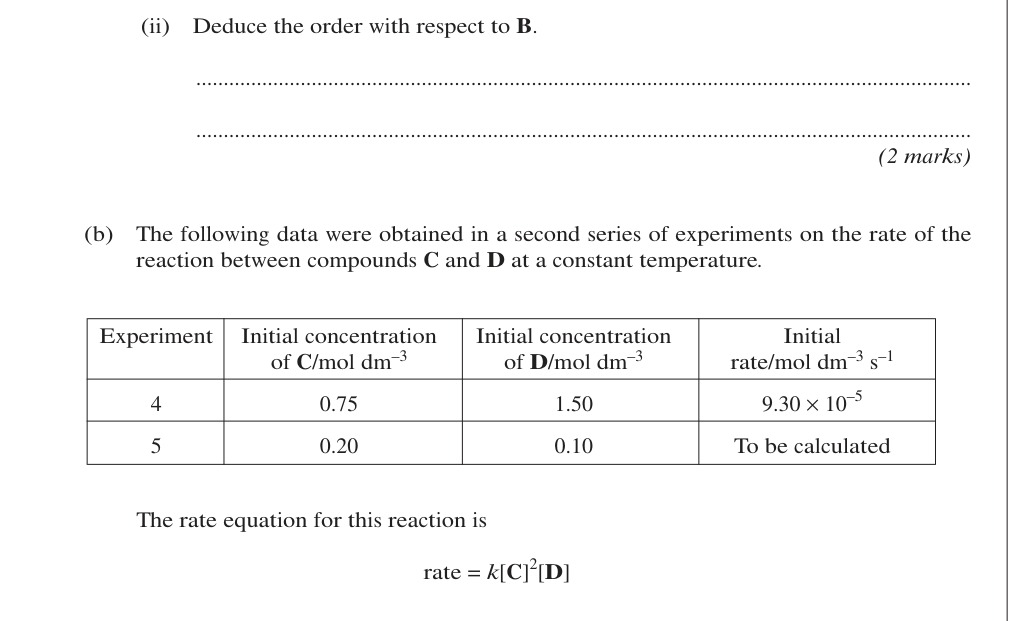 (ii) Deduce the order with respect to B.
................................................................................
................................................................................
(2 marks)
(b) The following data were obtained in a second series of experiments on the rate of the
reaction between compounds C and D at a constant temperature.
Experiment | Initial concentration of C/mol dm⁻³ | Initial concentration of D/mol dm⁻³ | Initial rate/mol dm⁻³ s⁻¹
4 | 0.75 | 1.50 | 9.30 × 10⁻⁵
5 | 0.20 | 0.10 | To be calculated
The rate equation for this reaction is
rate = k[C]²[D]